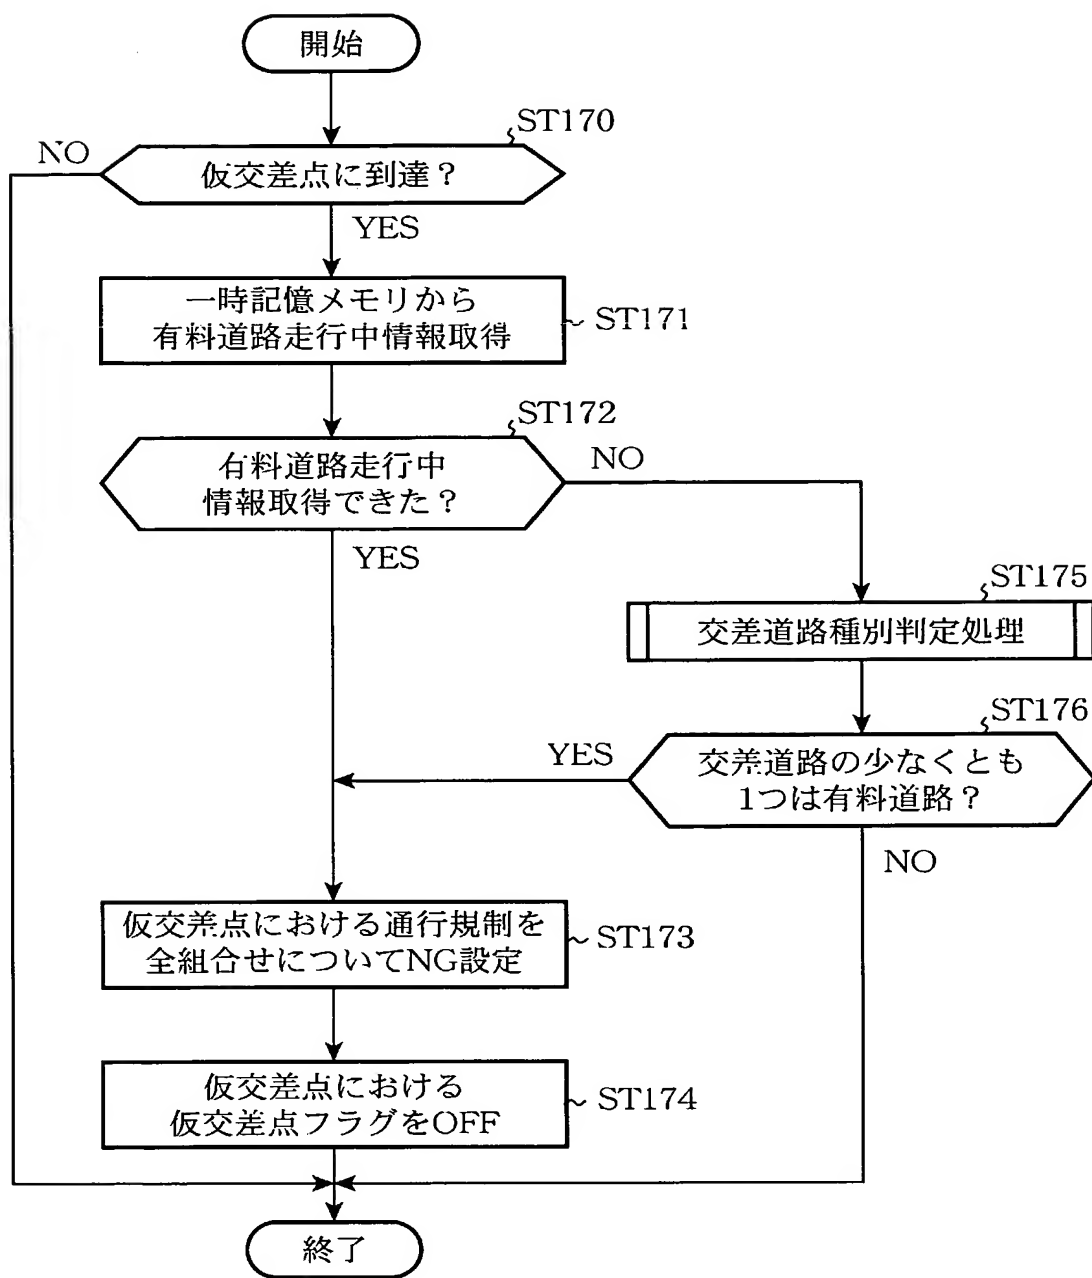 開始
ST170
NO
仮交差点に到達？
YES
一時記憶メモリから
有料道路走行中情報取得
ST171
ST172
有料道路走行中
情報取得できた？
NO
YES
ST175
交差道路種別判定処理
ST176
YES
交差道路の少なくとも
1つは有料道路？
NO
仮交差点における通行規制を
全組合せについてNG設定
ST173
仮交差点における
仮交差点フラグをOFF
ST174
終了